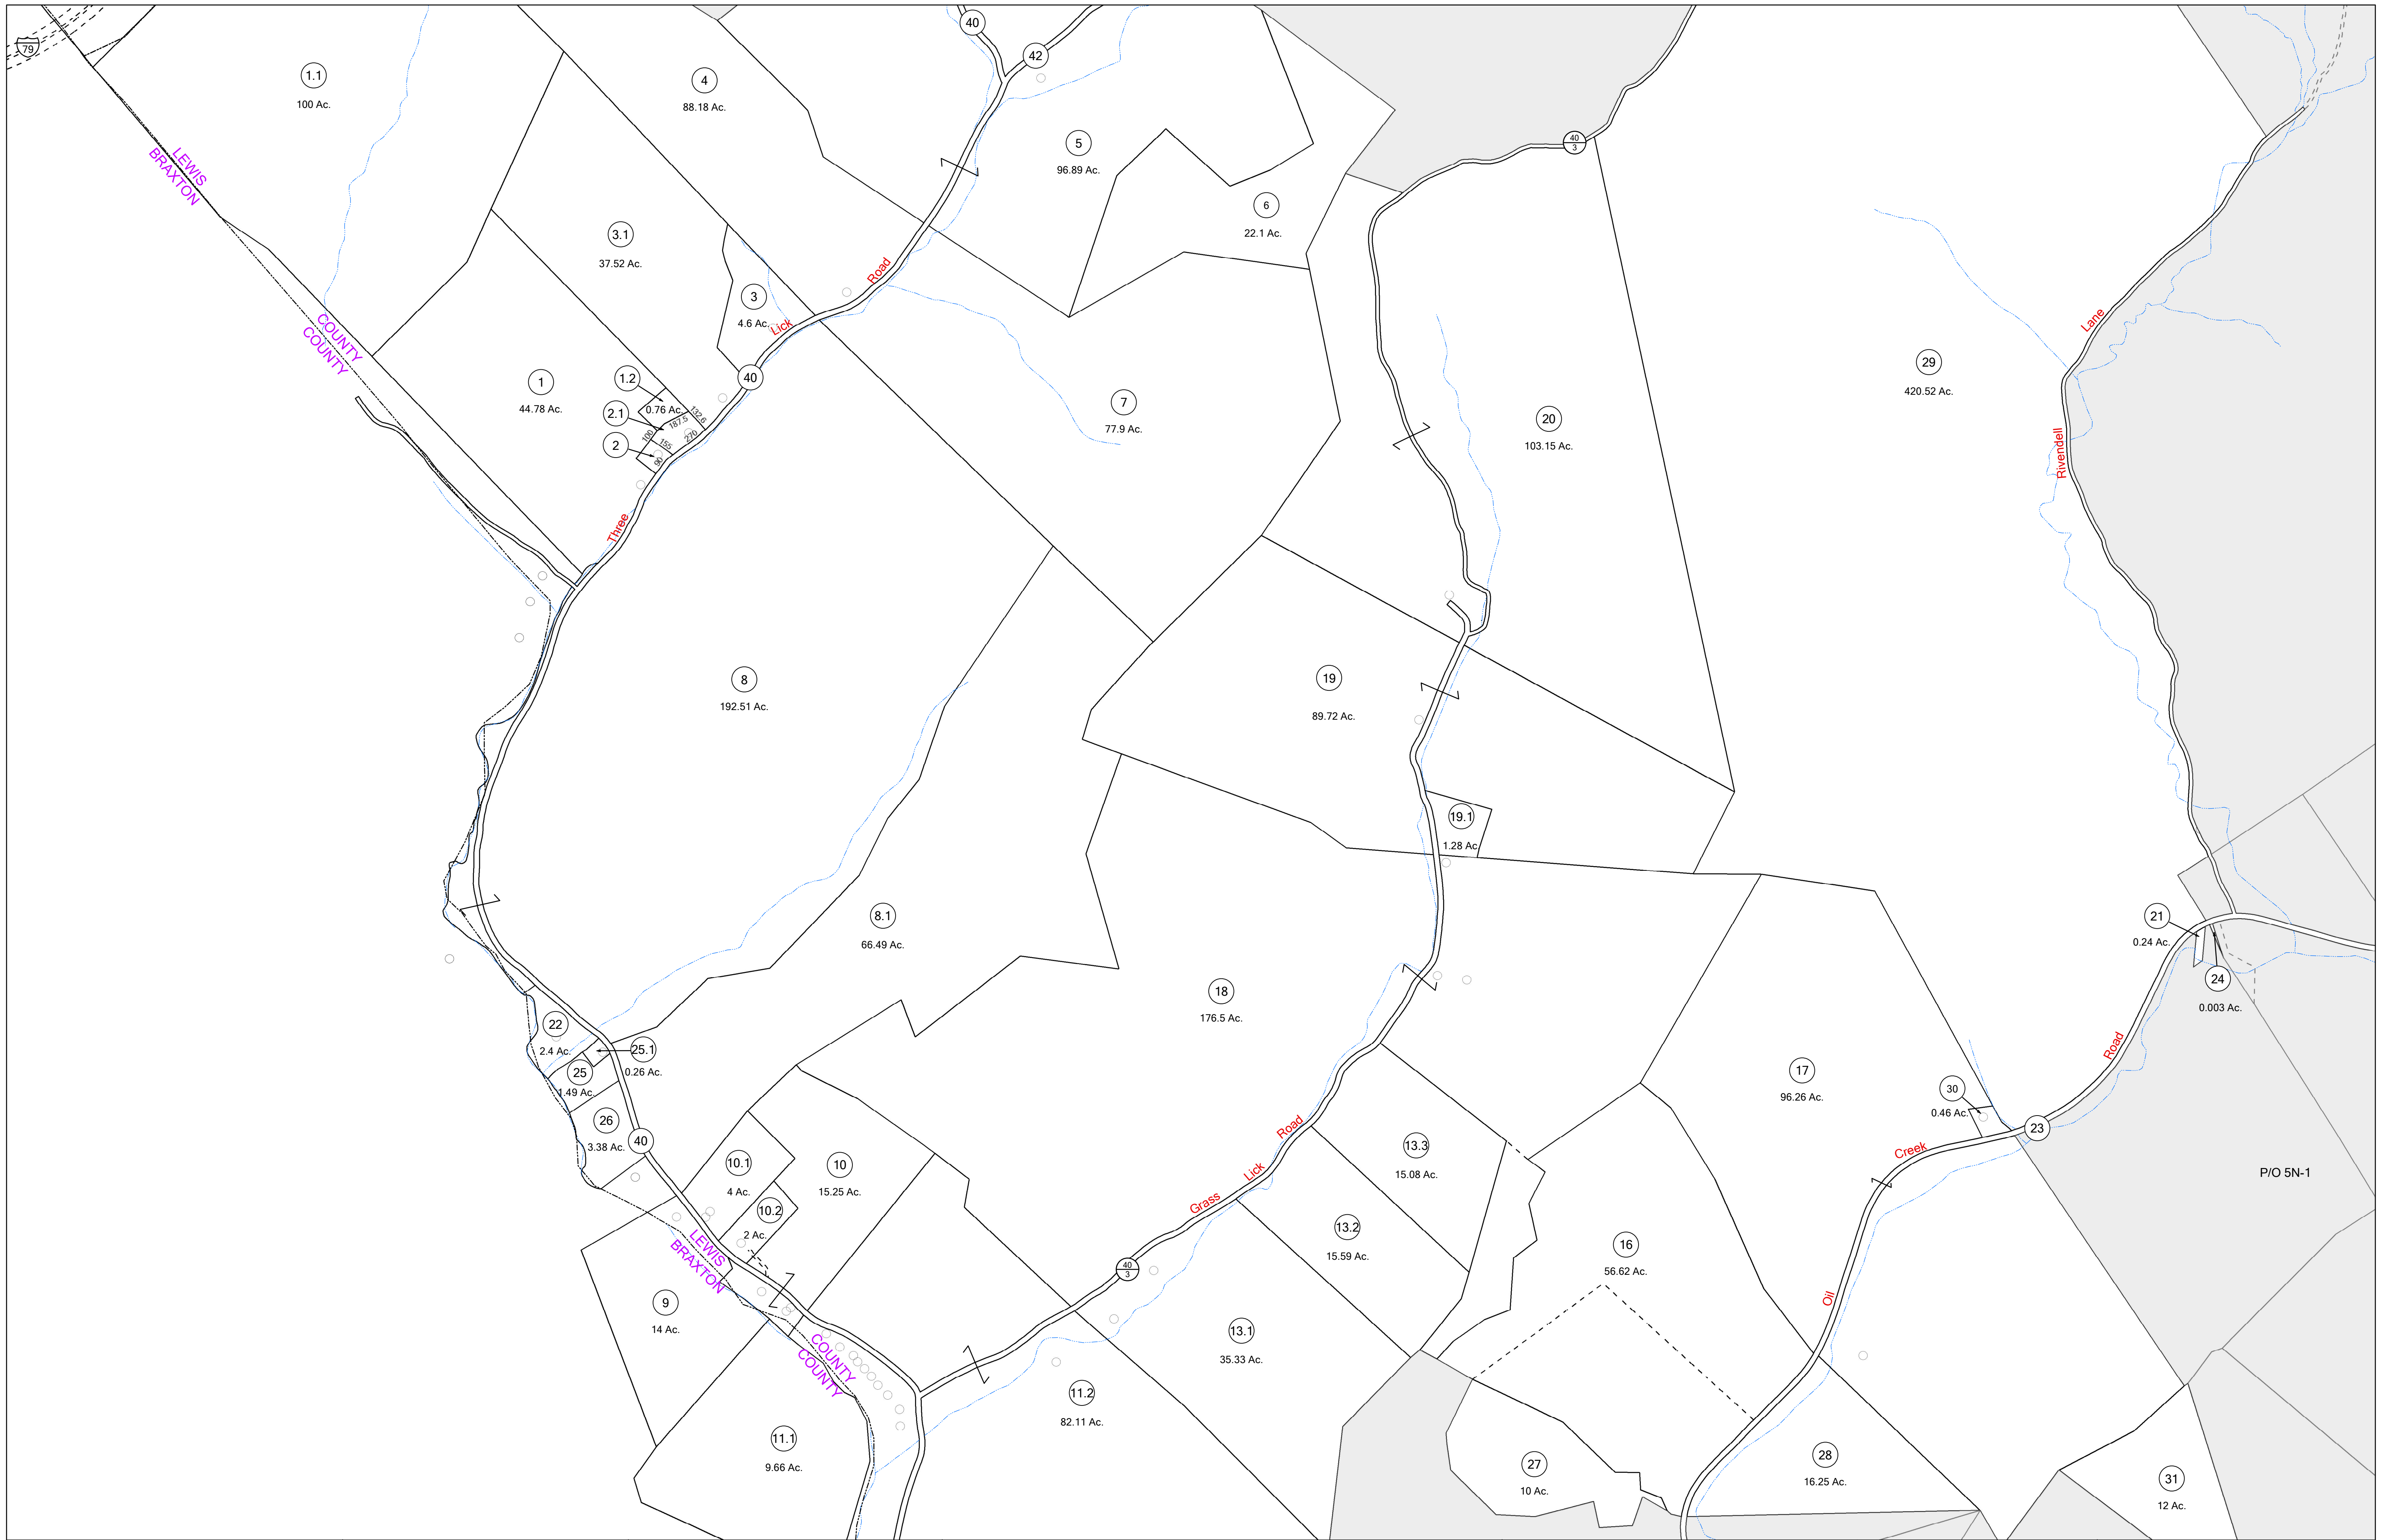 79
40
42
1.1
100 Ac.
4
88.18 Ac.
5
96.89 Ac.
40
3
LEWIS
BRAXTON
6
22.1 Ac.
3.1
37.52 Ac.
3
4.6 Ac.
Road
Lick
COUNTY
COUNTY
Lane
29
420.52 Ac.
1
44.78 Ac.
1.2
0.76 Ac.
40
2.1
132.6
187.5
100
155
270
2
90
7
77.9 Ac.
20
103.15 Ac.
Rivendell
Three
8
192.51 Ac.
19
89.72 Ac.
19.1
1.28 Ac.
8.1
66.49 Ac.
21
0.24 Ac.
24
0.003 Ac.
18
176.5 Ac.
22
2.4 Ac.
25.1
0.26 Ac.
25
1.49 Ac.
26
3.38 Ac.
40
Road
17
96.26 Ac.
30
0.46 Ac.
23
Creek
P/O 5N-1
Road
Lick
Grass
13.3
15.08 Ac.
10.1
4 Ac.
10
15.25 Ac.
10.2
2 Ac.
13.2
15.59 Ac.
16
56.62 Ac.
LEWIS
BRAXTON
40
3
Oil
9
14 Ac.
COUNTY
COUNTY
13.1
35.33 Ac.
11.2
82.11 Ac.
11.1
9.66 Ac.
27
10 Ac.
28
16.25 Ac.
31
12 Ac.